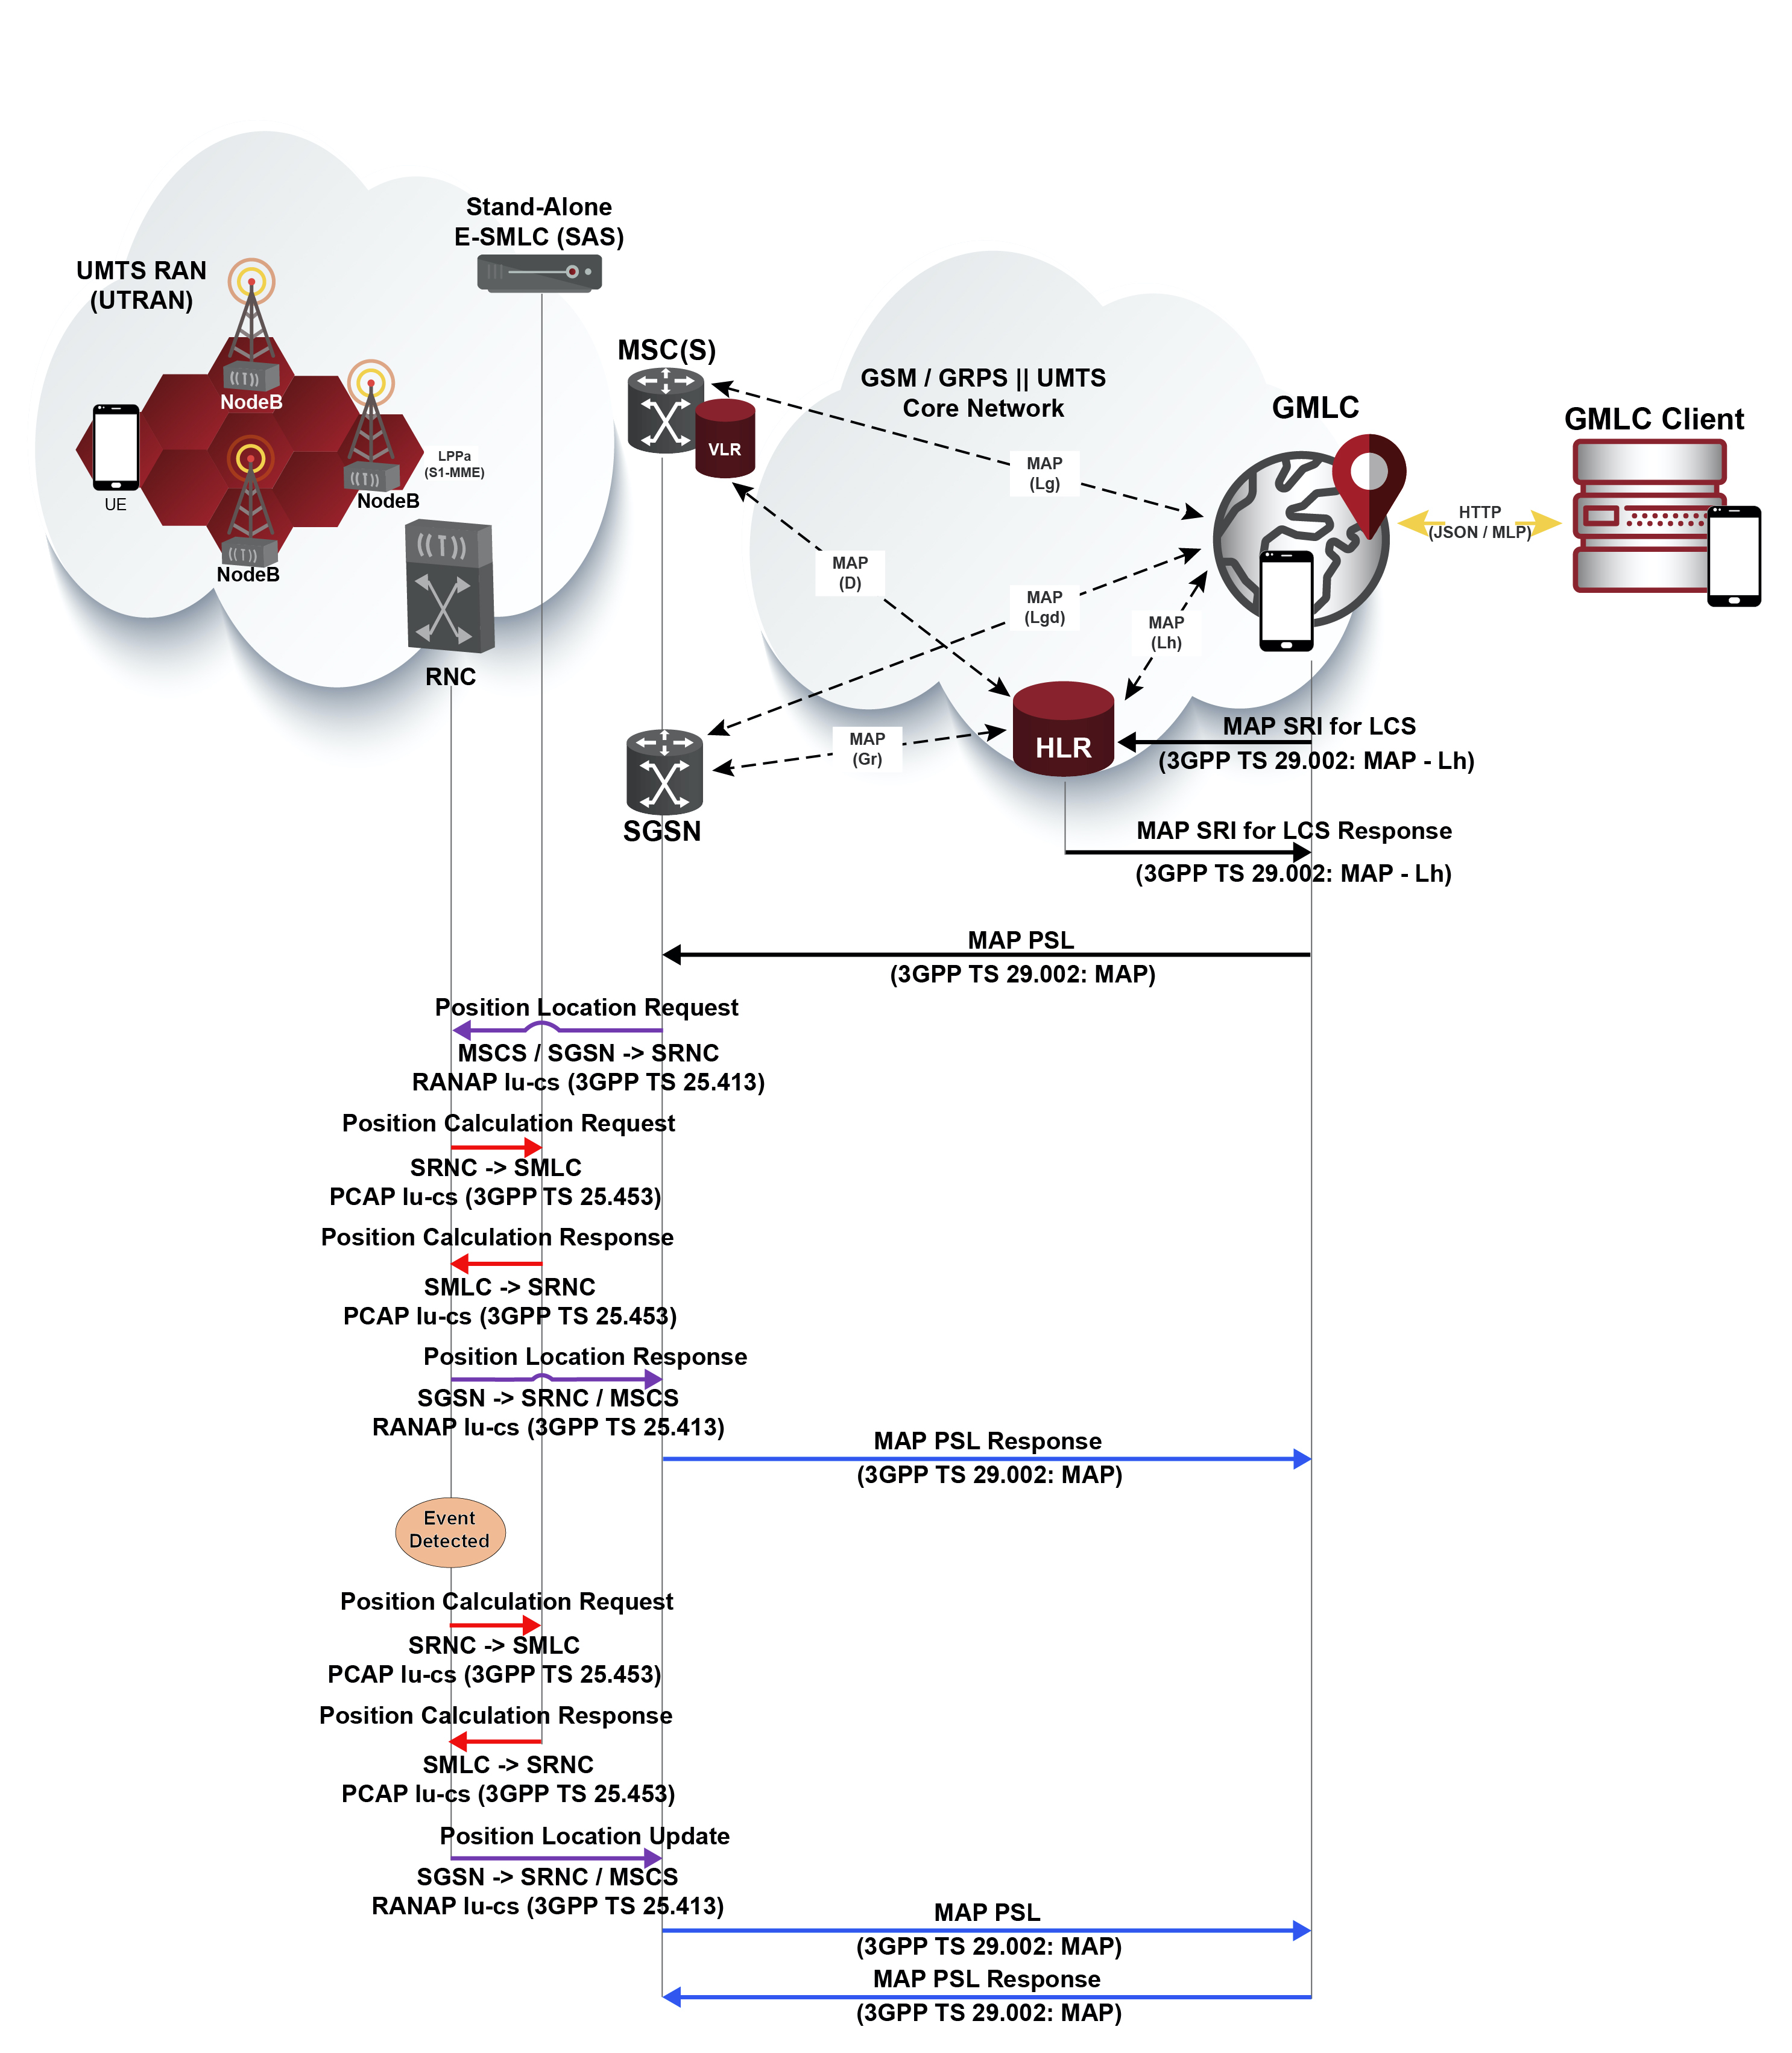 Stand-Alone
E-SMLC (SAS)
UMTS RAN
(UTRAN)
NodeB
LPPa
(S1-MME)
NodeB
UE
NodeB
RNC
MSC(S)
VLR
GSM / GRPS || UMTS
Core Network
GMLC
GMLC Client
MAP
(Lg)
HTTP
(JSON / MLP)
MAP
(D)
MAP
(Lgd)
MAP
(Lh)
MAP
(Gr)
HLR
SGSN
MAP SRI for LCS
(3GPP TS 29.002: MAP - Lh)
MAP SRI for LCS Response
(3GPP TS 29.002: MAP - Lh)
MAP PSL
(3GPP TS 29.002: MAP)
Position Location Request
MSCS / SGSN -> SRNC
RANAP Iu-cs (3GPP TS 25.413)
Position Calculation Request
SRNC -> SMLC
PCAP Iu-cs (3GPP TS 25.453)
Position Calculation Response
SMLC -> SRNC
PCAP Iu-cs (3GPP TS 25.453)
Position Location Response
SGSN -> SRNC / MSCS
RANAP Iu-cs (3GPP TS 25.413)
MAP PSL Response
(3GPP TS 29.002: MAP)
Event
Detected
Position Calculation Request
SRNC -> SMLC
PCAP Iu-cs (3GPP TS 25.453)
Position Calculation Response
SMLC -> SRNC
PCAP Iu-cs (3GPP TS 25.453)
Position Location Update
SGSN -> SRNC / MSCS
RANAP Iu-cs (3GPP TS 25.413)
MAP PSL
(3GPP TS 29.002: MAP)
MAP PSL Response
(3GPP TS 29.002: MAP)